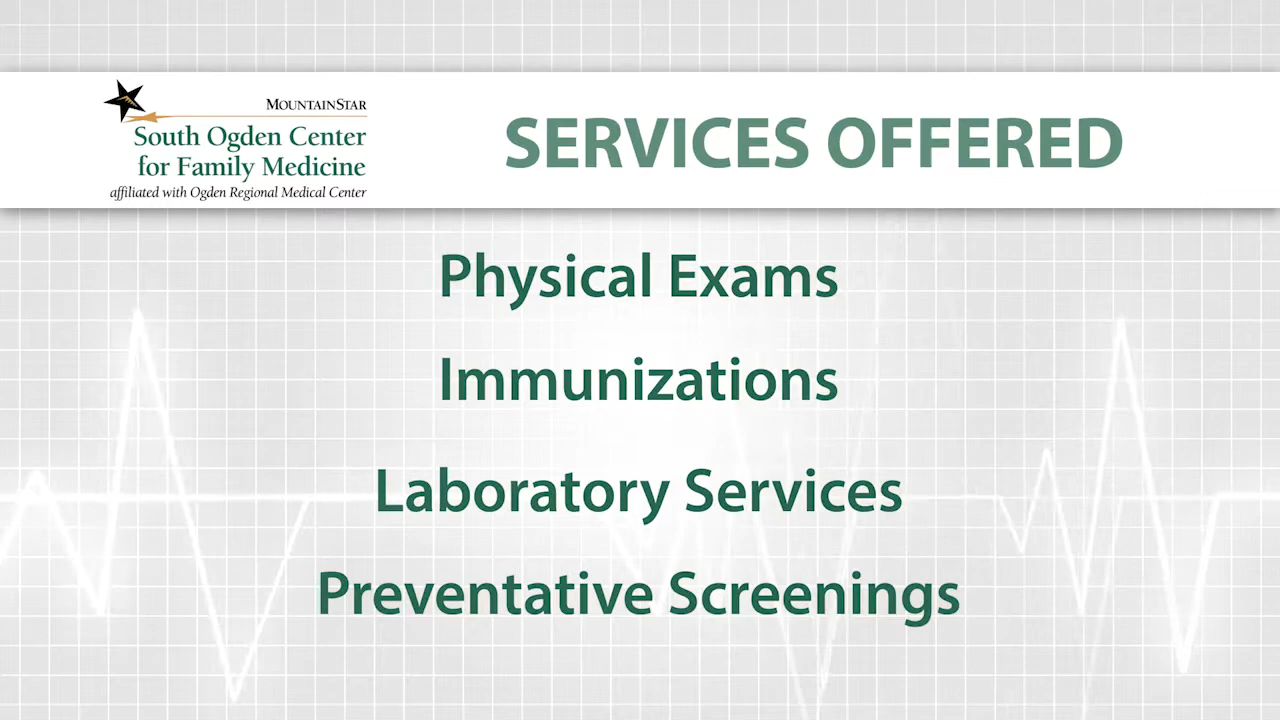 MOUNTAINSTAR
South Ogden Center
for Family Medicine
affiliated with Ogden Regional Medical Center
SERVICES OFFERED
Physical Exams
Immunizations
Laboratory Services
Preventative Screenings